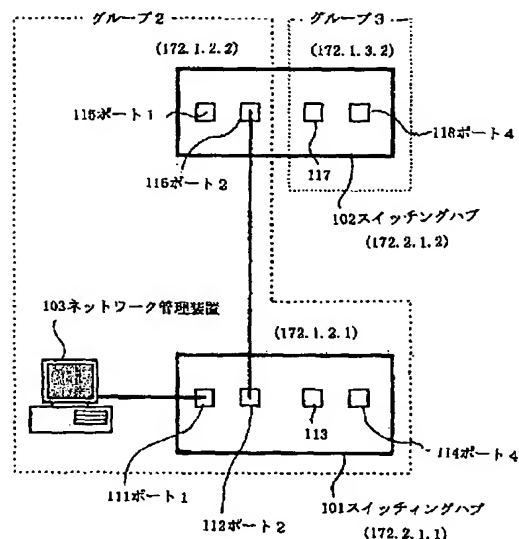 グループ2
グループ3
(172.1.2.2)
(172.1.3.2)
115ポート1
116ポート2
117
118ポート4
102スイッチングハブ
(172.2.1.2)
103ネットワーク管理装置
(172.1.2.1)
111ポート1
112ポート2
113
114ポート4
101スイッティングハブ
(172.2.1.1)